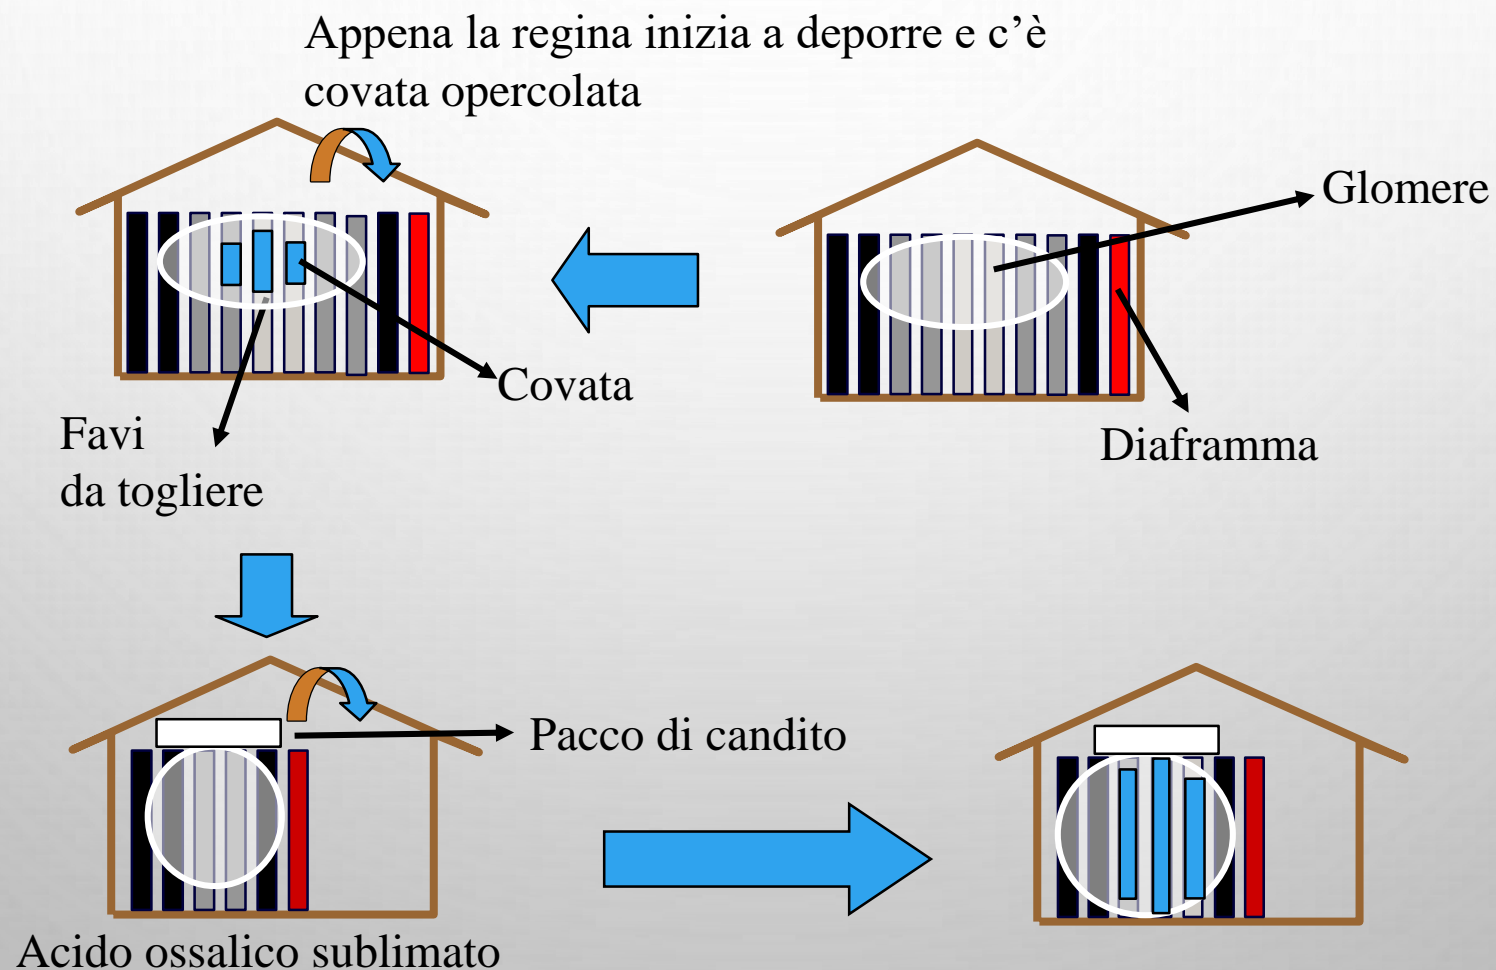 Appena la regina inizia a deporre e c’è
covata opercolata
Glomere
Covata
Diaframma
Favi
da togliere
Pacco di candito
Acido ossalico sublimato